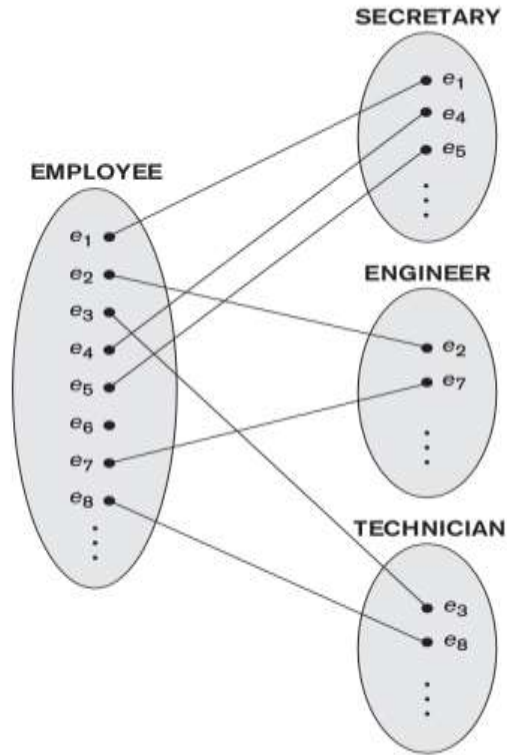 SECRETARY
e1
e4
e5
EMPLOYEE
e1
e2
e3
e4
e5
e6
e7
e8
ENGINEER
e2
e7
TECHNICIAN
e3
e8